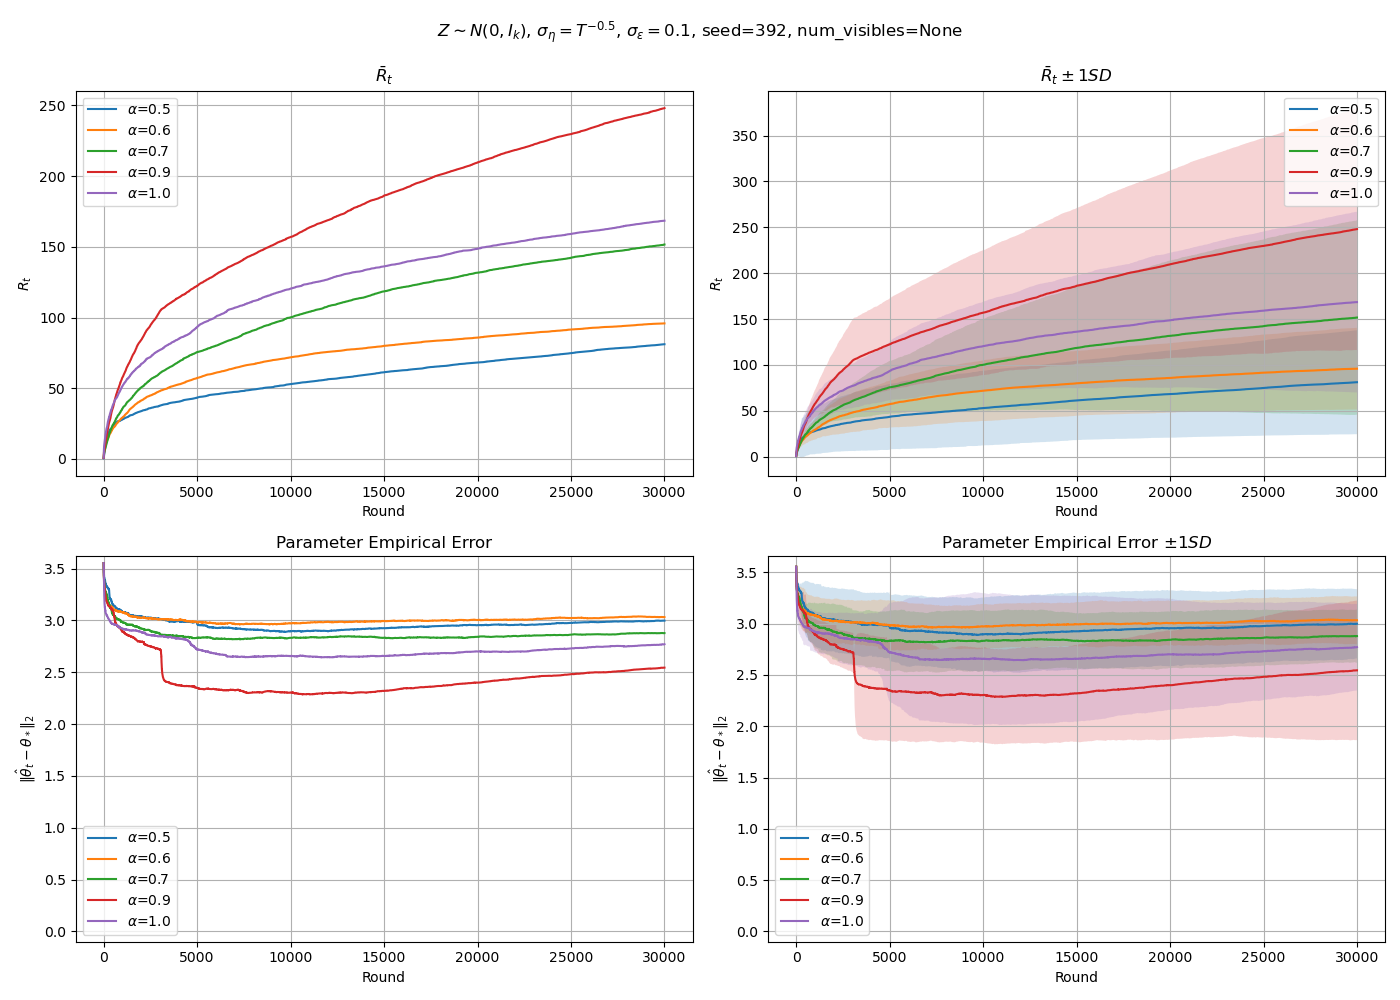 Z ~ N(0, I_k), σ_η = T^{-0.5}, σ_ε = 0.1, seed=392, num_visibles=None
R̄_t
R_t
250
200
150
100
50
0
0 5000 10000 15000 20000 25000 30000
Round
α=0.5
α=0.6
α=0.7
α=0.9
α=1.0
R̄_t ± 1SD
R_t
350
300
250
200
150
100
50
0
0 5000 10000 15000 20000 25000 30000
Round
α=0.5
α=0.6
α=0.7
α=0.9
α=1.0
Parameter Empirical Error
‖θ̂_t − θ_*‖_2
3.5
3.0
2.5
2.0
1.5
1.0
0.5
0.0
0 5000 10000 15000 20000 25000 30000
Round
α=0.5
α=0.6
α=0.7
α=0.9
α=1.0
Parameter Empirical Error ±1SD
‖θ̂_t − θ_*‖_2
3.5
3.0
2.5
2.0
1.5
1.0
0.5
0.0
0 5000 10000 15000 20000 25000 30000
Round
α=0.5
α=0.6
α=0.7
α=0.9
α=1.0